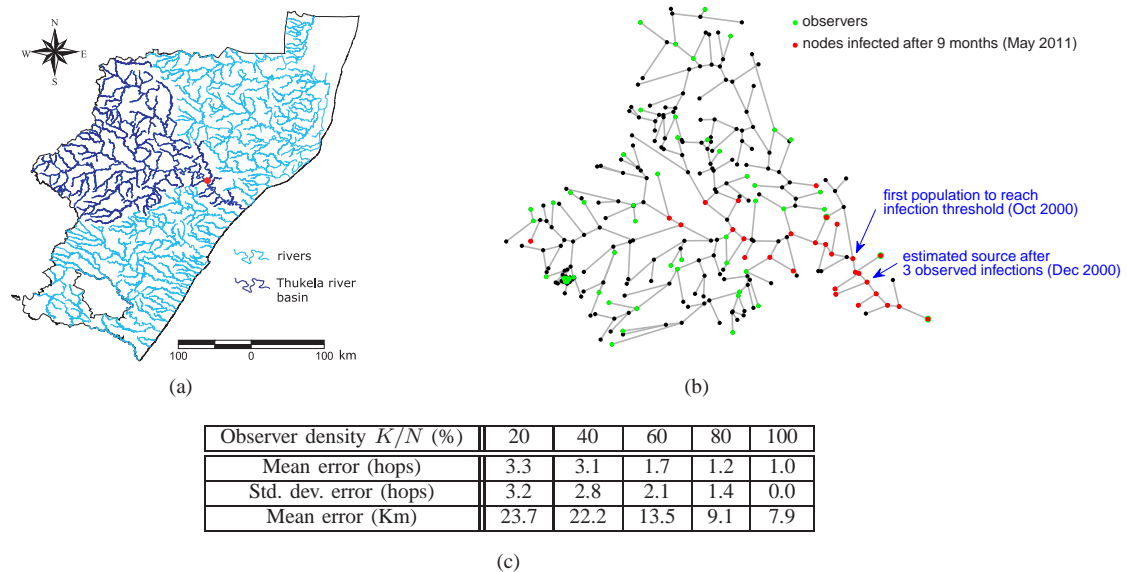 N
W E
S
rivers
Thukela river
basin
100 0 100 km
(a)
observers
nodes infected after 9 months (May 2011)
first population to reach
infection threshold (Oct 2000)
estimated source after
3 observed infections (Dec 2000)
(b)
Observer density K/N (%) 20 40 60 80 100
Mean error (hops) 3.3 3.1 1.7 1.2 1.0
Std. dev. error (hops) 3.2 2.8 2.1 1.4 0.0
Mean error (Km) 23.7 22.2 13.5 9.1 7.9
(c)